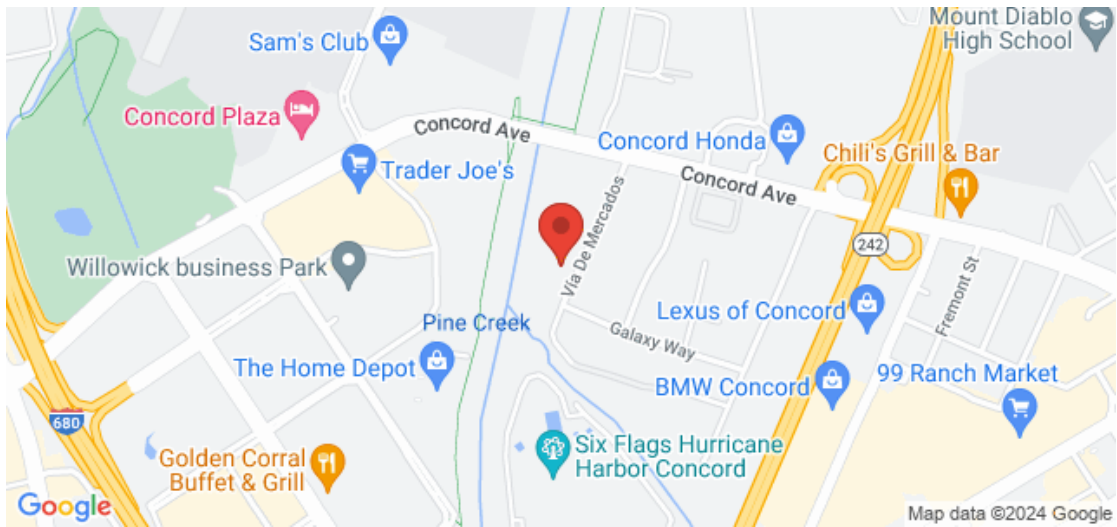 Mount Diablo
High School
Sam's Club
Concord Plaza
Concord Ave
Concord Honda
Chili's Grill & Bar
Trader Joe's
Concord Ave
Vía De Mercados
242
Willowick business Park
Fremont St
Pine Creek
Lexus of Concord
Galaxy Way
The Home Depot
BMW Concord
99 Ranch Market
680
Six Flags Hurricane
Harbor Concord
Golden Corral
Buffet & Grill
Google
Map data ©2024 Google